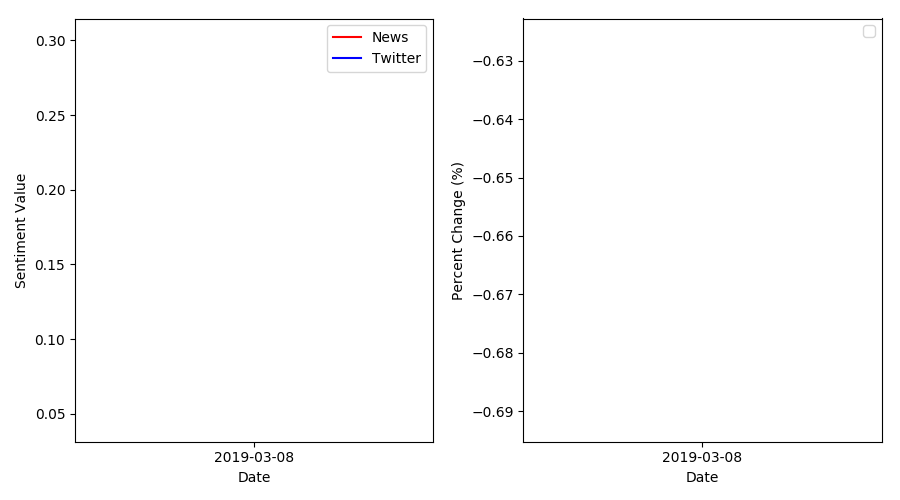 0.30
0.25
0.20
0.15
0.10
0.05
Sentiment Value
2019-03-08
Date
News
Twitter
−0.63
−0.64
−0.65
−0.66
−0.67
−0.68
−0.69
Percent Change (%)
2019-03-08
Date